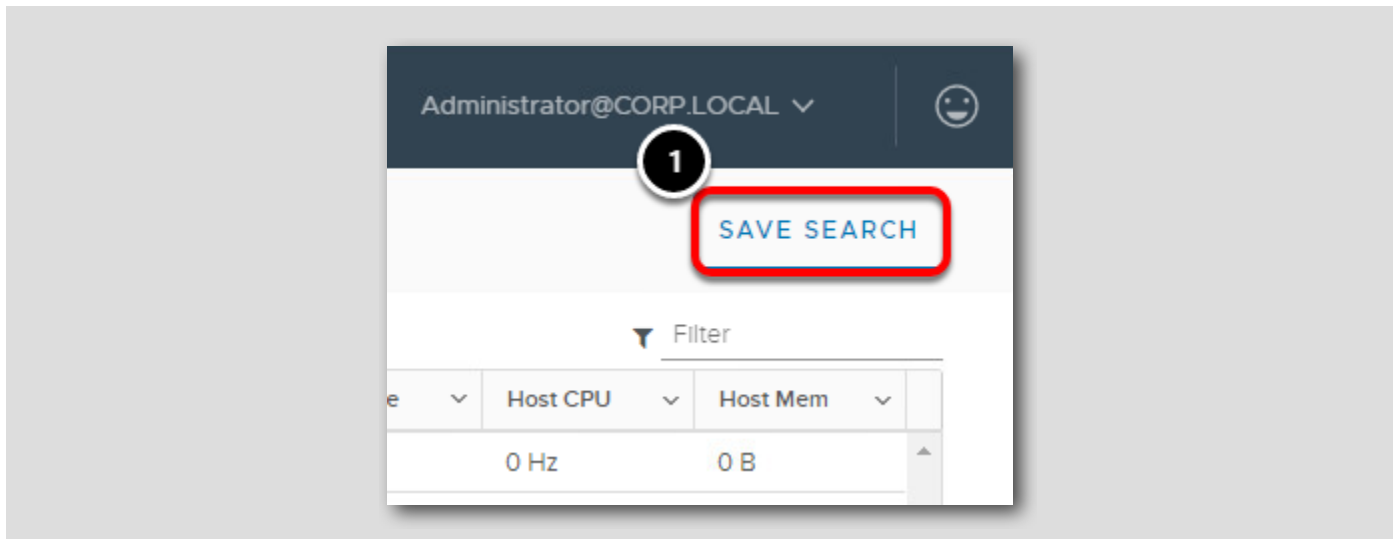 Administrator@CORP.LOCAL
1
SAVE SEARCH
Filter
e Host CPU Host Mem
0 Hz 0 B